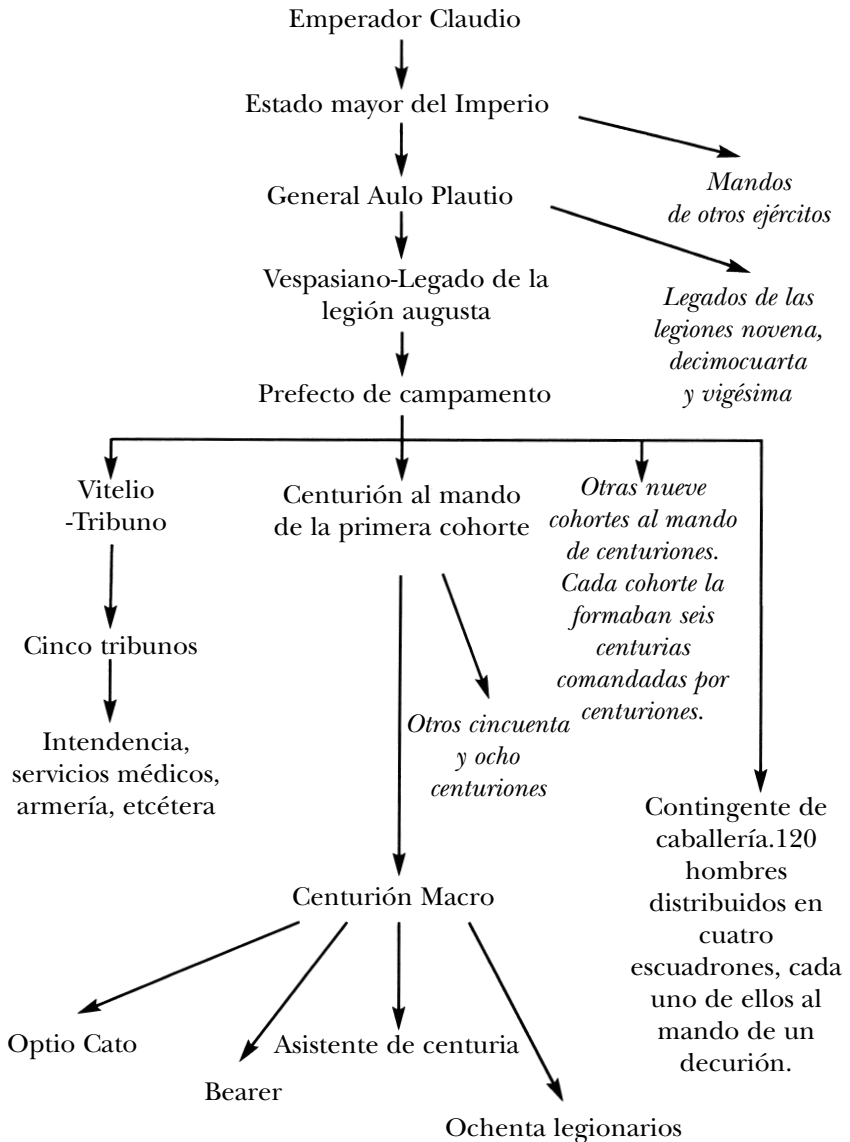 Emperador Claudio
Estado mayor del Imperio
Mandos
de otros ejércitos
General Aulo Plautio
Legados de las
legiones novena,
decimocuarta
y vigésima
Vespasiano-Legado de la
legión augusta
Prefecto de campamento
Vitelio
-Tribuno
Cinco tribunos
Intendencia,
servicios médicos,
armería, etcétera
Centurión al mando
de la primera cohorte
Otros cincuenta
y ocho
centuriones
Otras nueve
cohortes al mando
de centuriones.
Cada cohorte la
formaban seis
centurias
comandadas por
centuriones.
Contingente de
caballería.120
hombres
distribuidos en
cuatro
escuadrones, cada
uno de ellos al
mando de un
decurión.
Centurión Macro
Optio Cato
Bearer
Asistente de centuria
Ochenta legionarios